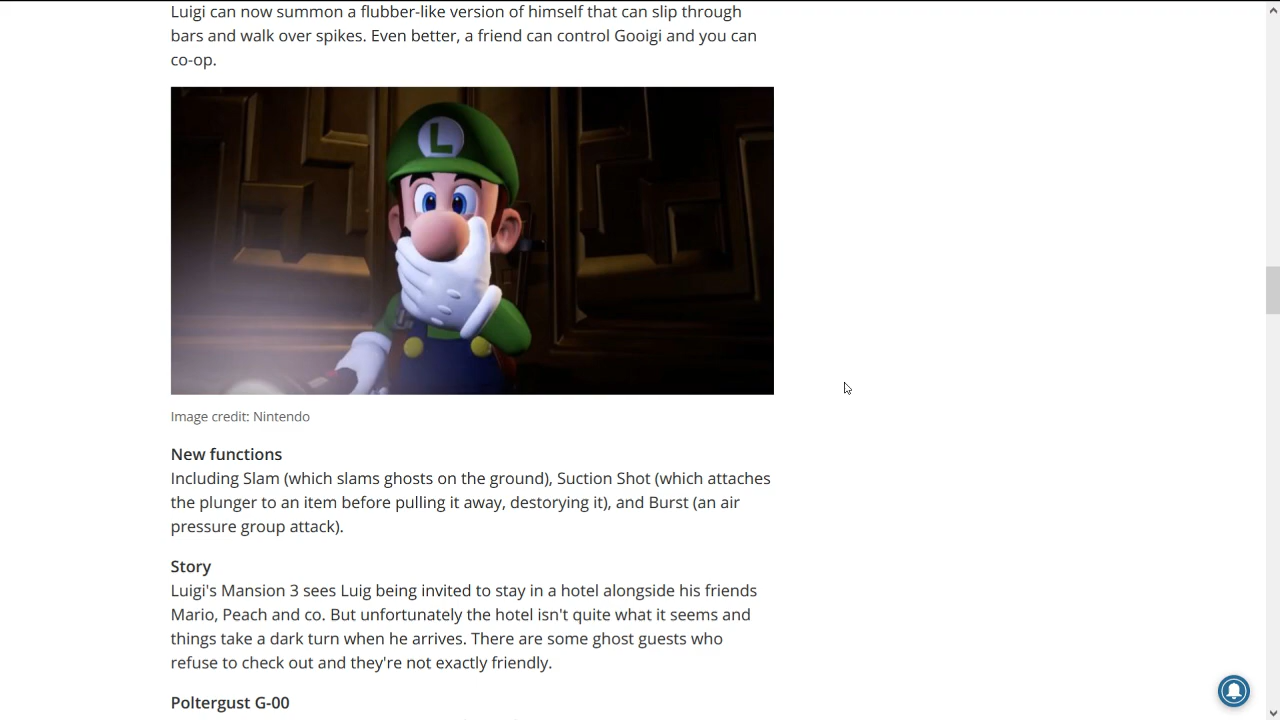 Luigi can now summon a flubber-like version of himself that can slip through
bars and walk over spikes. Even better, a friend can control Gooigi and you can
co-op.
L
Image credit: Nintendo
New functions
Including Slam (which slams ghosts on the ground), Suction Shot (which attaches
the plunger to an item before pulling it away, destorying it), and Burst (an air
pressure group attack).
Story
Luigi's Mansion 3 sees Luig being invited to stay in a hotel alongside his friends
Mario, Peach and co. But unfortunately the hotel isn't quite what it seems and
things take a dark turn when he arrives. There are some ghost guests who
refuse to check out and they're not exactly friendly.
Poltergust G-00